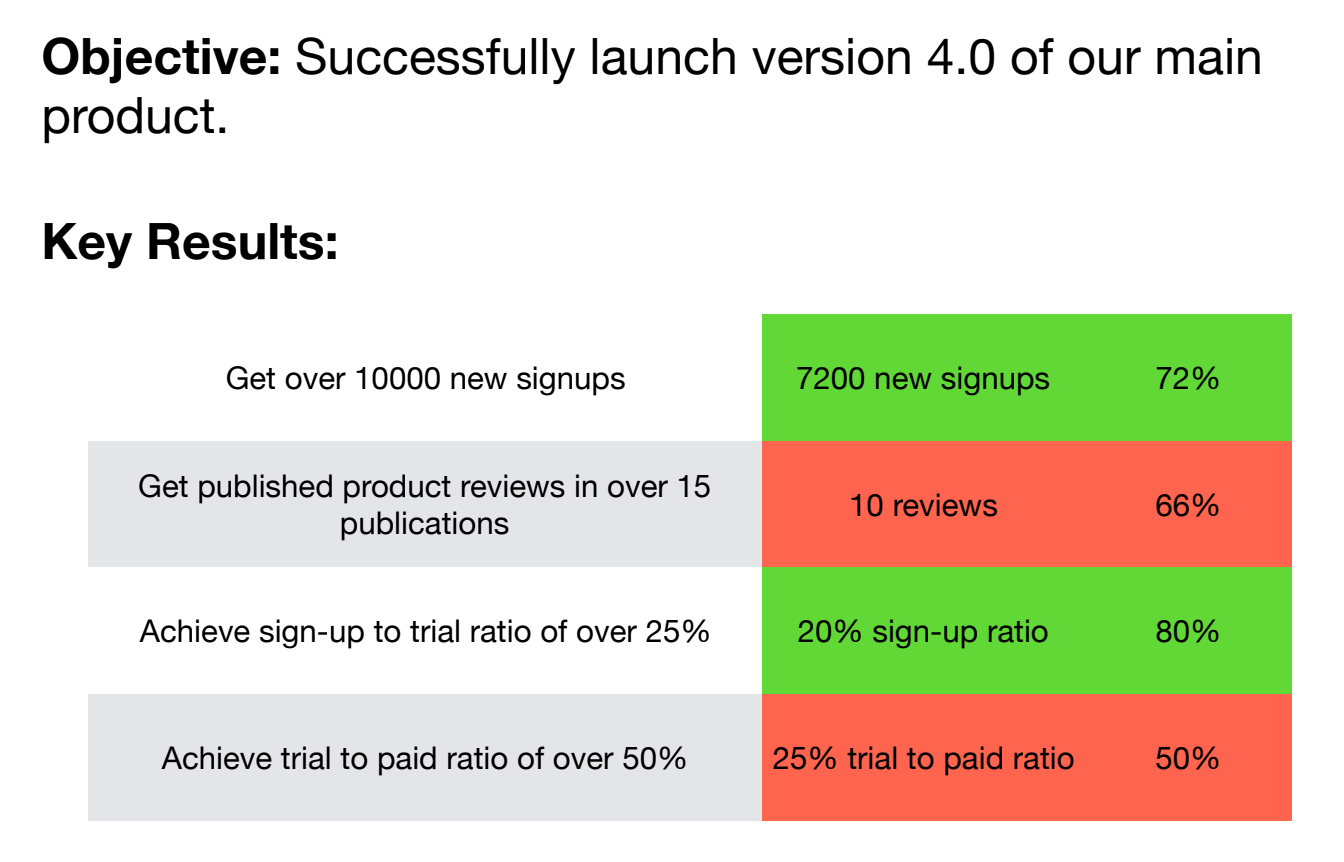 Objective: Successfully launch version 4.0 of our main
product.
Key Results:
Get over 10000 new signups 7200 new signups 72%
Get published product reviews in over 15
publications 10 reviews 66%
Achieve sign-up to trial ratio of over 25% 20% sign-up ratio 80%
Achieve trial to paid ratio of over 50% 25% trial to paid ratio 50%